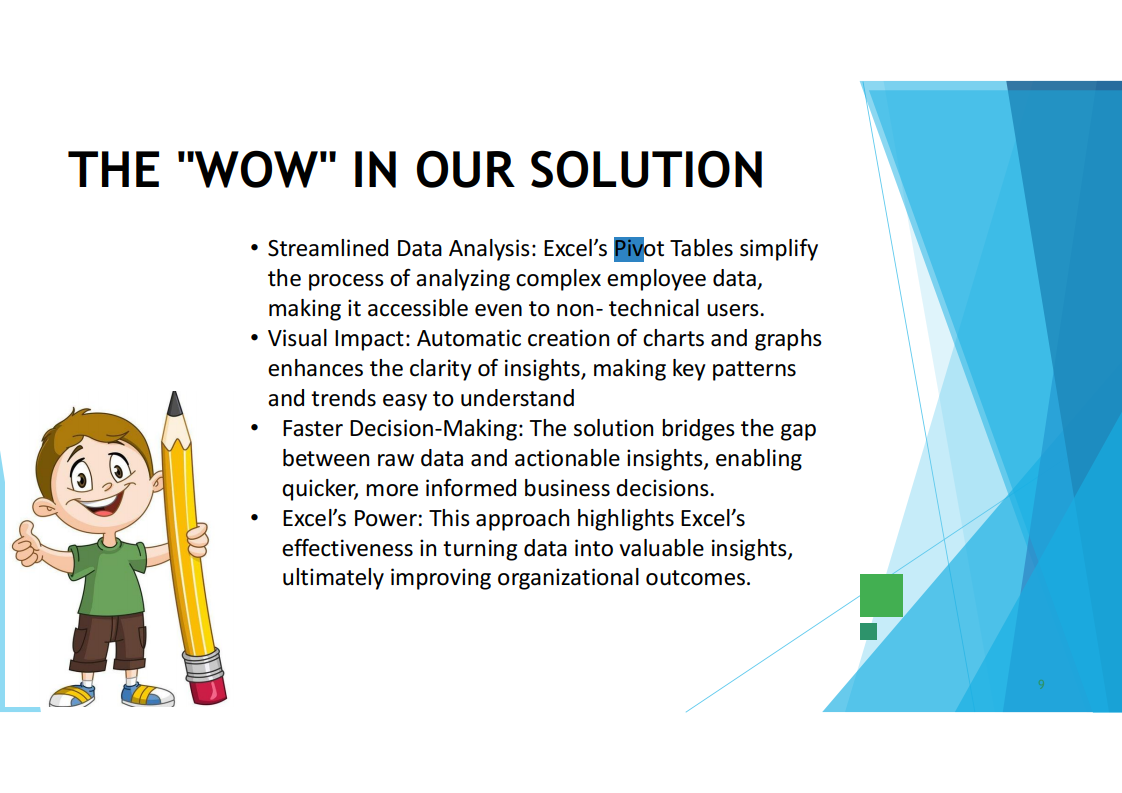 THE "WOW" IN OUR SOLUTION
• Streamlined Data Analysis: Excel’s Pivot Tables simplify
the process of analyzing complex employee data,
making it accessible even to non- technical users.
• Visual Impact: Automatic creation of charts and graphs
enhances the clarity of insights, making key patterns
and trends easy to understand
• Faster Decision-Making: The solution bridges the gap
between raw data and actionable insights, enabling
quicker, more informed business decisions.
• Excel’s Power: This approach highlights Excel’s
effectiveness in turning data into valuable insights,
ultimately improving organizational outcomes.
9